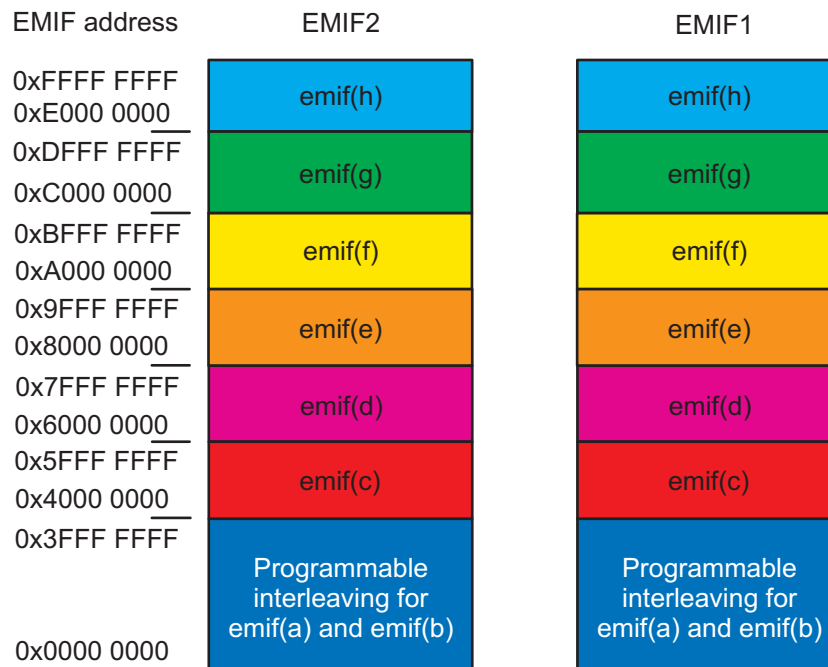 EMIF address EMIF2 EMIF1
0xFFFF FFFF
0xE000 0000
emif(h) emif(h)
0xDFFF FFFF
0xC000 0000
emif(g) emif(g)
0xBFFF FFFF
0xA000 0000
emif(f) emif(f)
0x9FFF FFFF
0x8000 0000
emif(e) emif(e)
0x7FFF FFFF
0x6000 0000
emif(d) emif(d)
0x5FFF FFFF
0x4000 0000
emif(c) emif(c)
0x3FFF FFFF
0x0000 0000
Programmable
interleaving for
emif(a) and emif(b)
Programmable
interleaving for
emif(a) and emif(b)